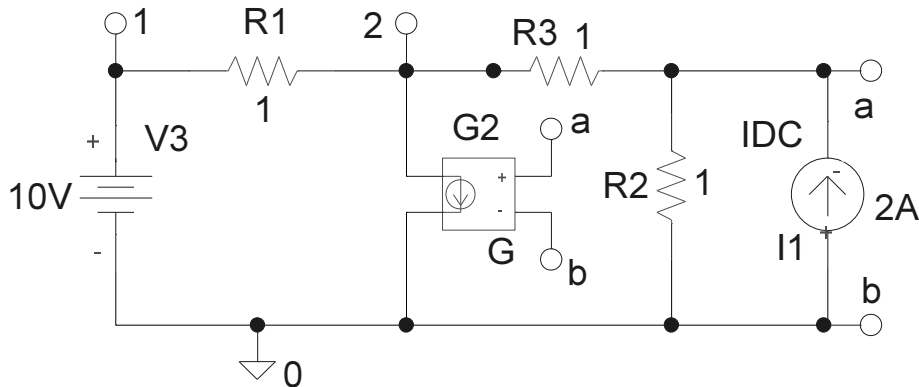 1
R1
2
R3
1
1
a
+
V3
G2
a
IDC
-
10V
+
R2
1
2A
-
-
G
I1
+
b
b
0